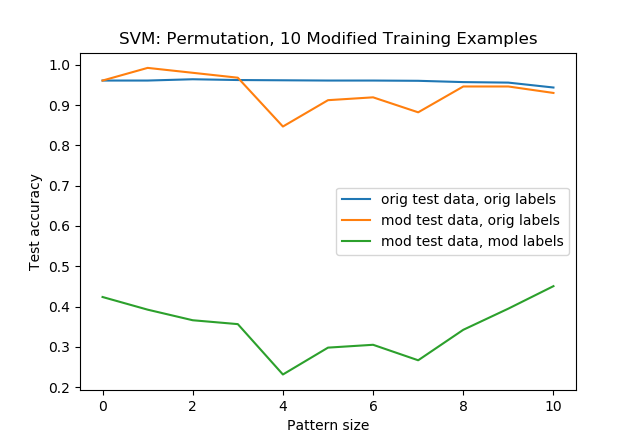 SVM: Permutation, 10 Modified Training Examples
1.0
0.9
0.8
0.7
0.6
0.5
0.4
0.3
0.2
Test accuracy
orig test data, orig labels
mod test data, orig labels
mod test data, mod labels
0 2 4 6 8 10
Pattern size